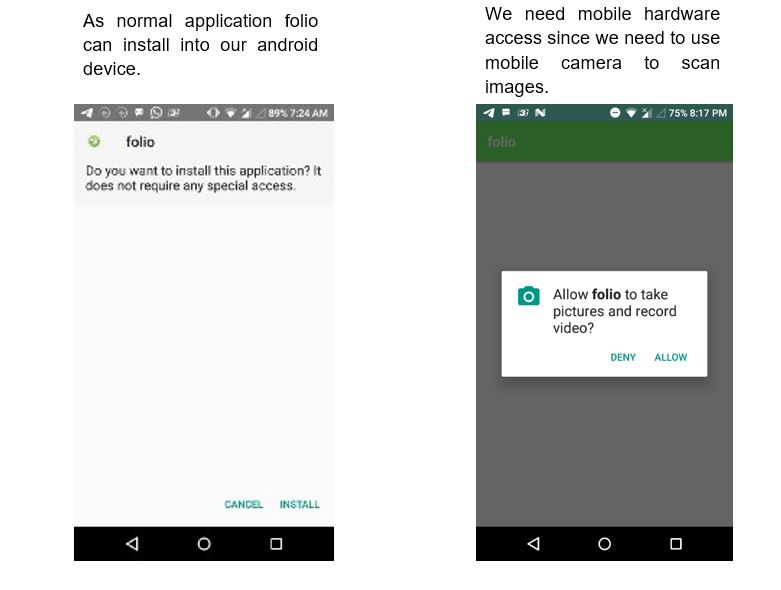 As normal application folio
can install into our android
device.
89% 7:24 AM
folio
Do you want to install this application? It
does not require any special access.
CANCEL INSTALL
We need mobile hardware
access since we need to use
mobile camera to scan
images.
75% 8:17 PM
folio
Allow folio to take
pictures and record
video?
DENY ALLOW